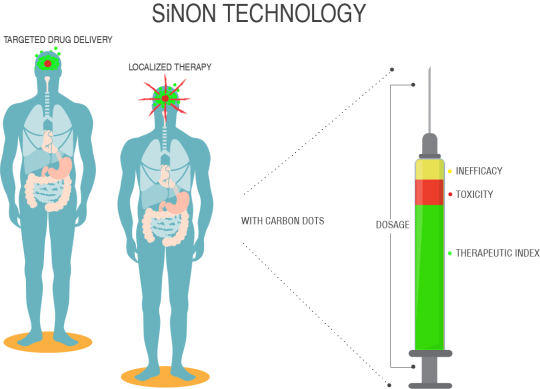 SiNON TECHNOLOGY
TARGETED DRUG DELIVERY
LOCALIZED THERAPY
INEFFICACY
TOXICITY
WITH CARBON DOTS
DOSAGE
THERAPEUTIC INDEX